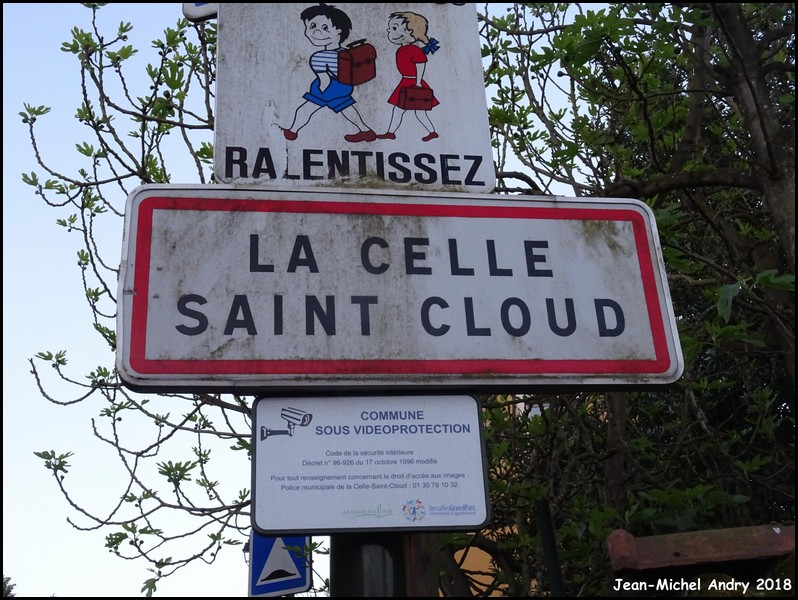 RALENTISSEZ
LA CELLE
SAINT CLOUD
COMMUNE
SOUS VIDEOPROTECTION
Code de la sécurité intérieure
Décret n° 96-926 du 17 octobre 1996 modifié
Pour tout renseignement concernant le droit d'accès aux images :
Police municipale de la Celle-Saint-Cloud : 01 30 78 10 32
VersaillesGrandParc
Jean-Michel Andry 2018